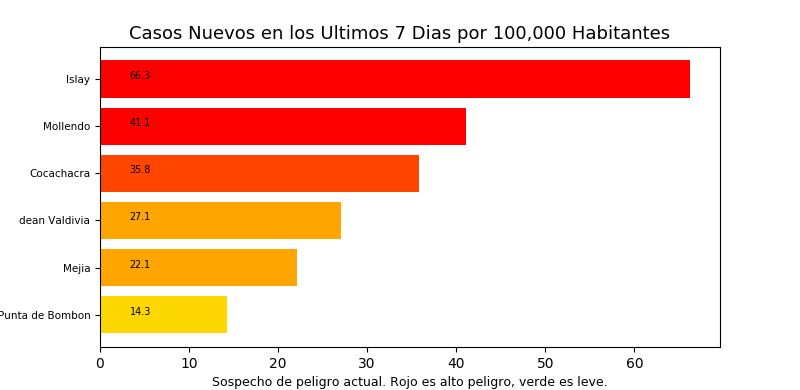 Casos Nuevos en los Ultimos 7 Dias por 100,000 Habitantes
Islay 66.3
Mollendo 41.1
Cocachacra 35.8
dean Valdivia 27.1
Mejia 22.1
Punta de Bombon 14.3
0 10 20 30 40 50 60
Sospecho de peligro actual. Rojo es alto peligro, verde es leve.